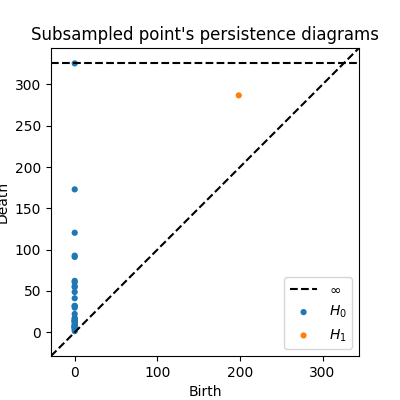 Subsampled point's persistence diagrams
300
250
200
150
100
50
0
Death
0 100 200 300
Birth
∞
H₀
H₁